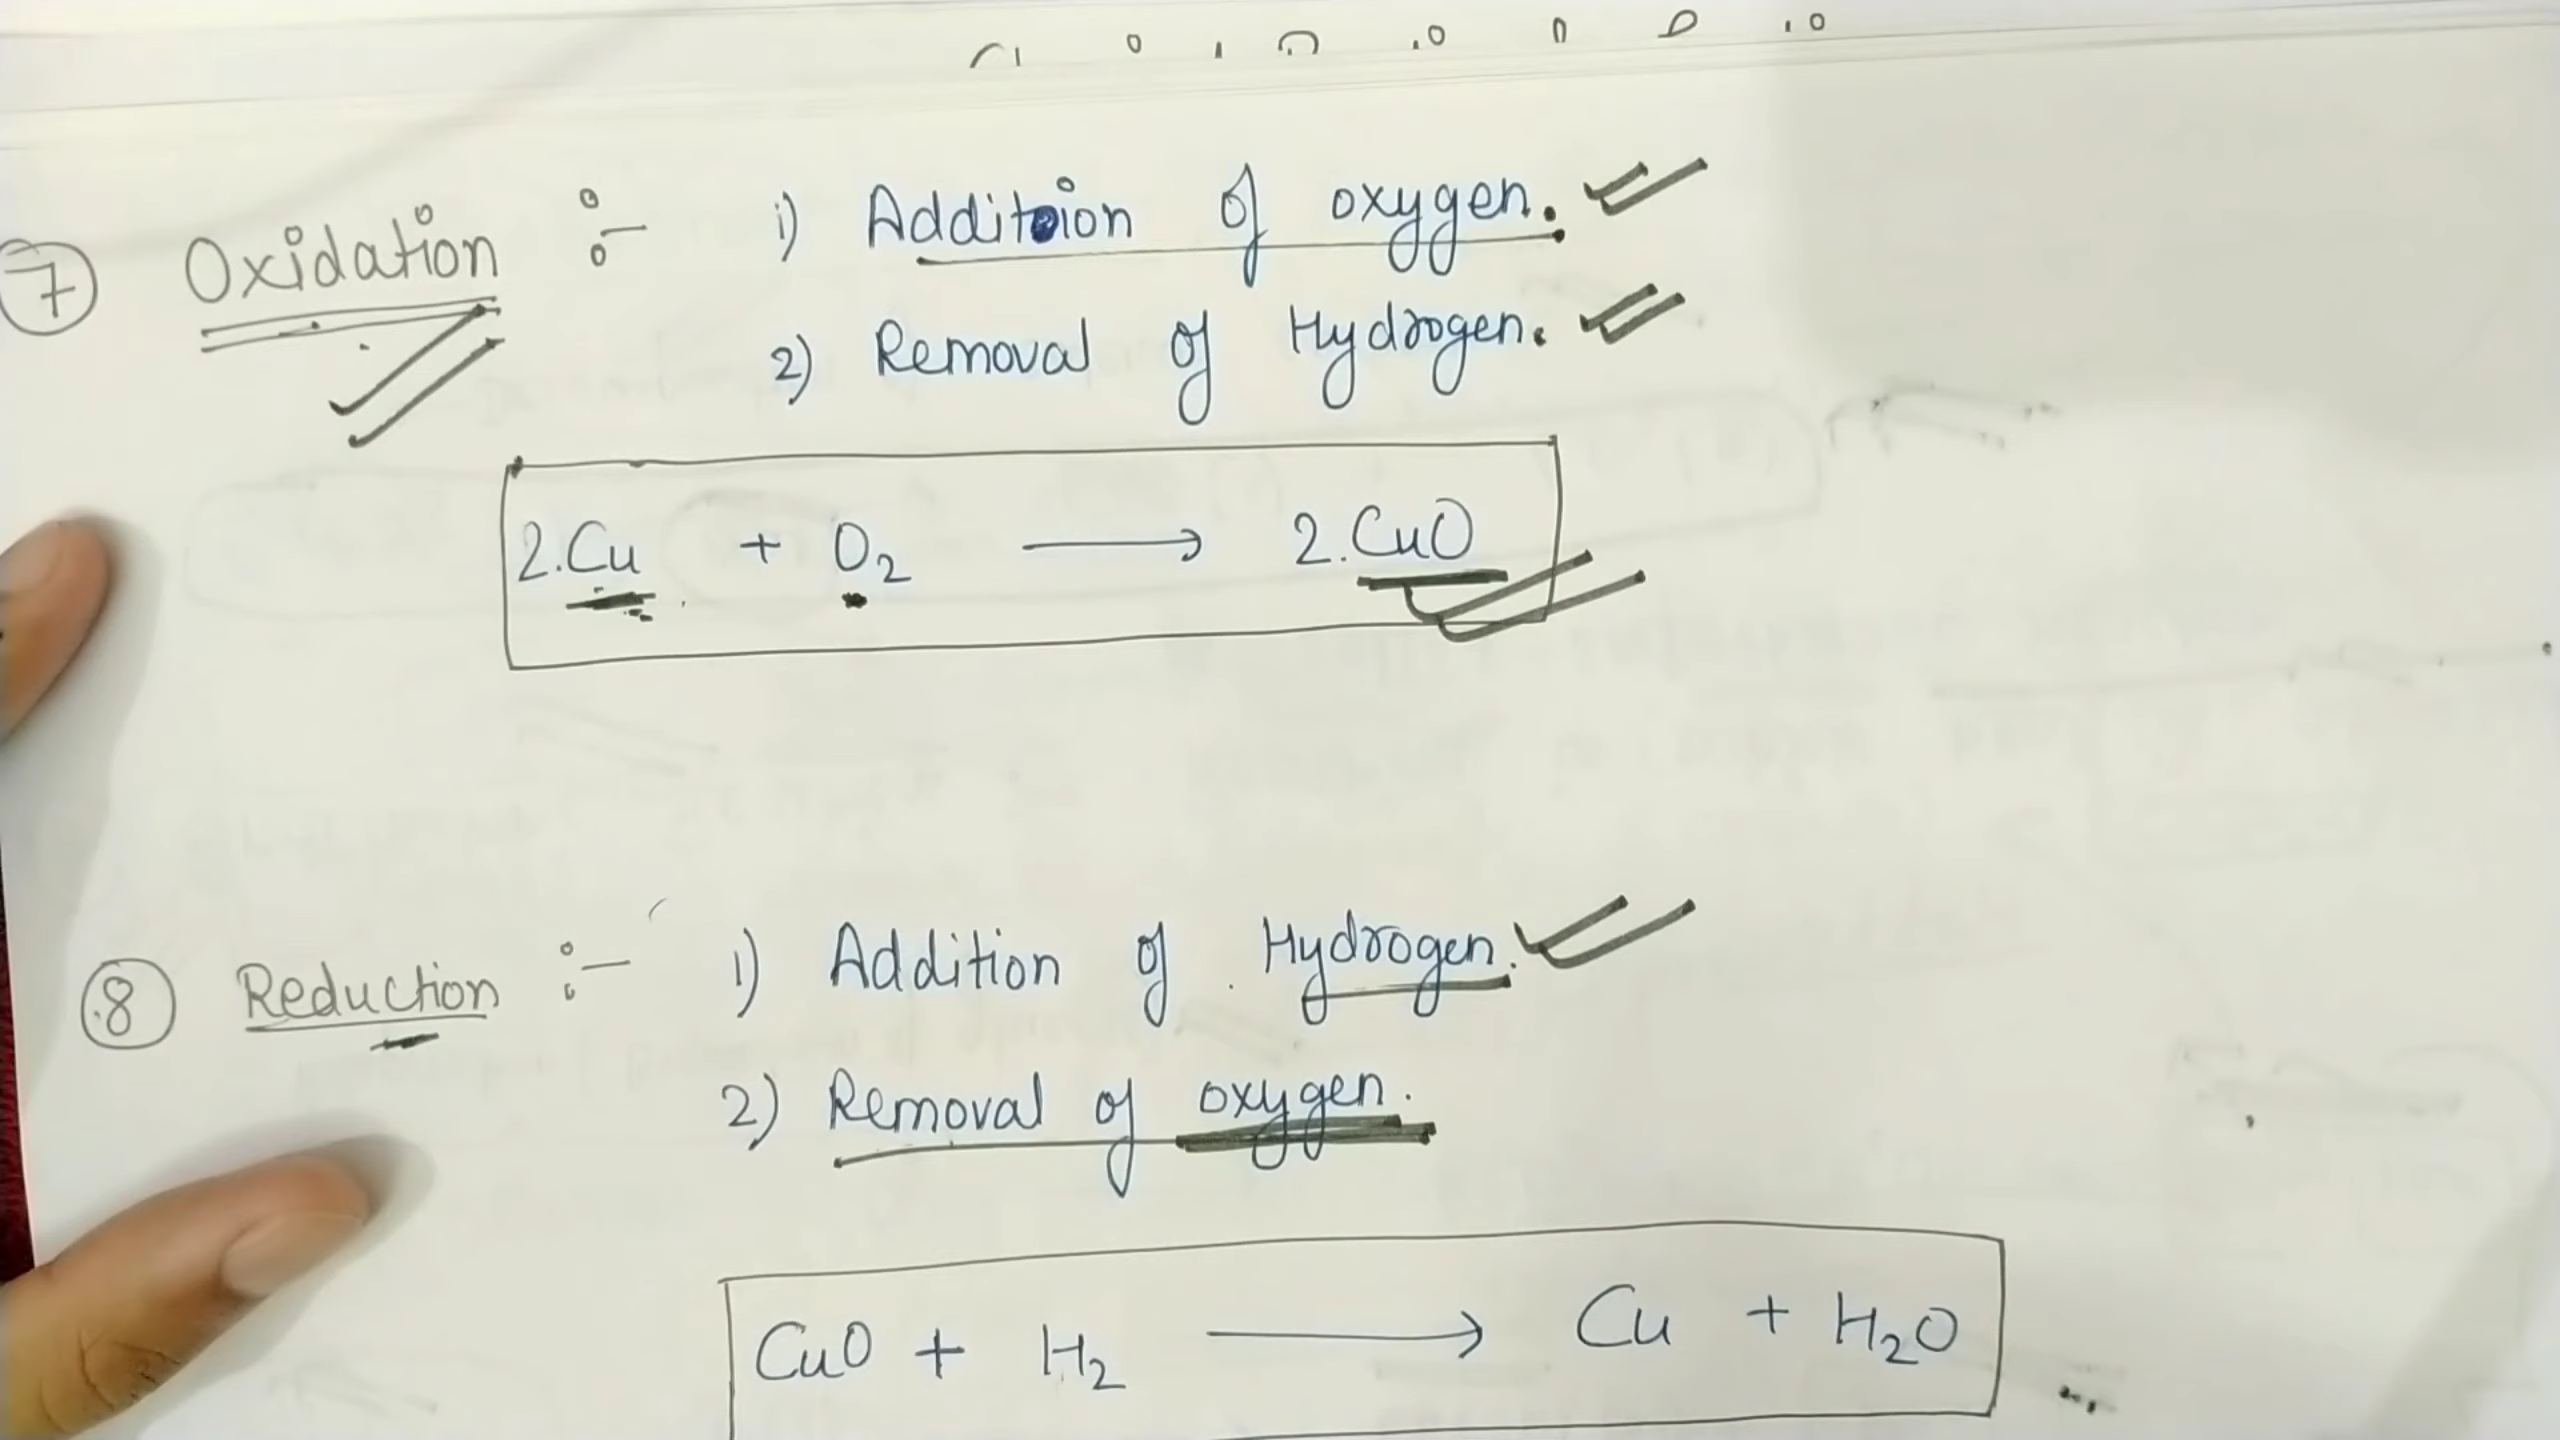 7 Oxidation :- 1) Addition of oxygen.
2) Removal of Hydrogen.
2.Cu + O₂ ⟶ 2.CuO
8 Reduction :- 1) Addition of Hydrogen.
2) Removal of oxygen.
CuO + H₂ ⟶ Cu + H₂O